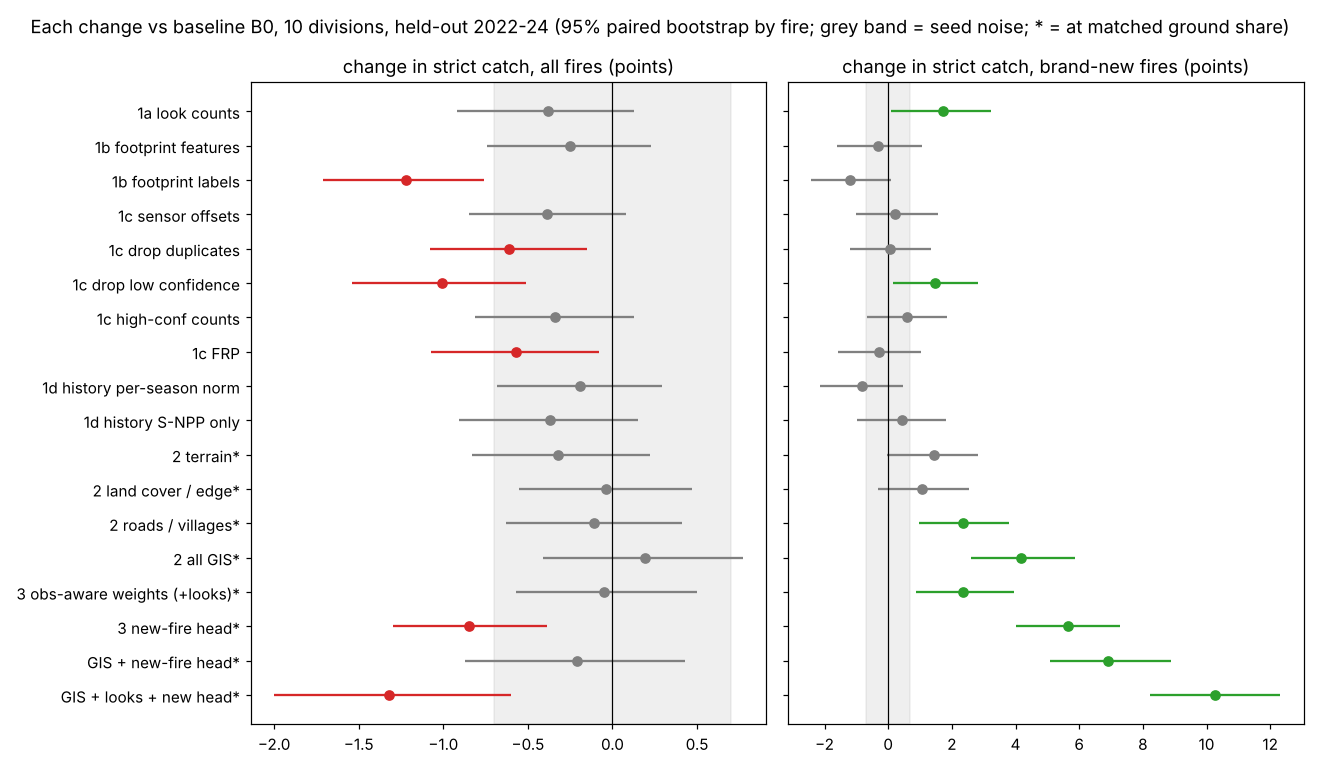 Each change vs baseline B0, 10 divisions, held-out 2022-24 (95% paired bootstrap by fire; grey band = seed noise; * = at matched ground share)
change in strict catch, all fires (points)
change in strict catch, brand-new fires (points)
1a look counts
1b footprint features
1b footprint labels
1c sensor offsets
1c drop duplicates
1c drop low confidence
1c high-conf counts
1c FRP
1d history per-season norm
1d history S-NPP only
2 terrain*
2 land cover / edge*
2 roads / villages*
2 all GIS*
3 obs-aware weights (+looks)*
3 new-fire head*
GIS + new-fire head*
GIS + looks + new head*
−2.0 −1.5 −1.0 −0.5 0.0 0.5
−2 0 2 4 6 8 10 12